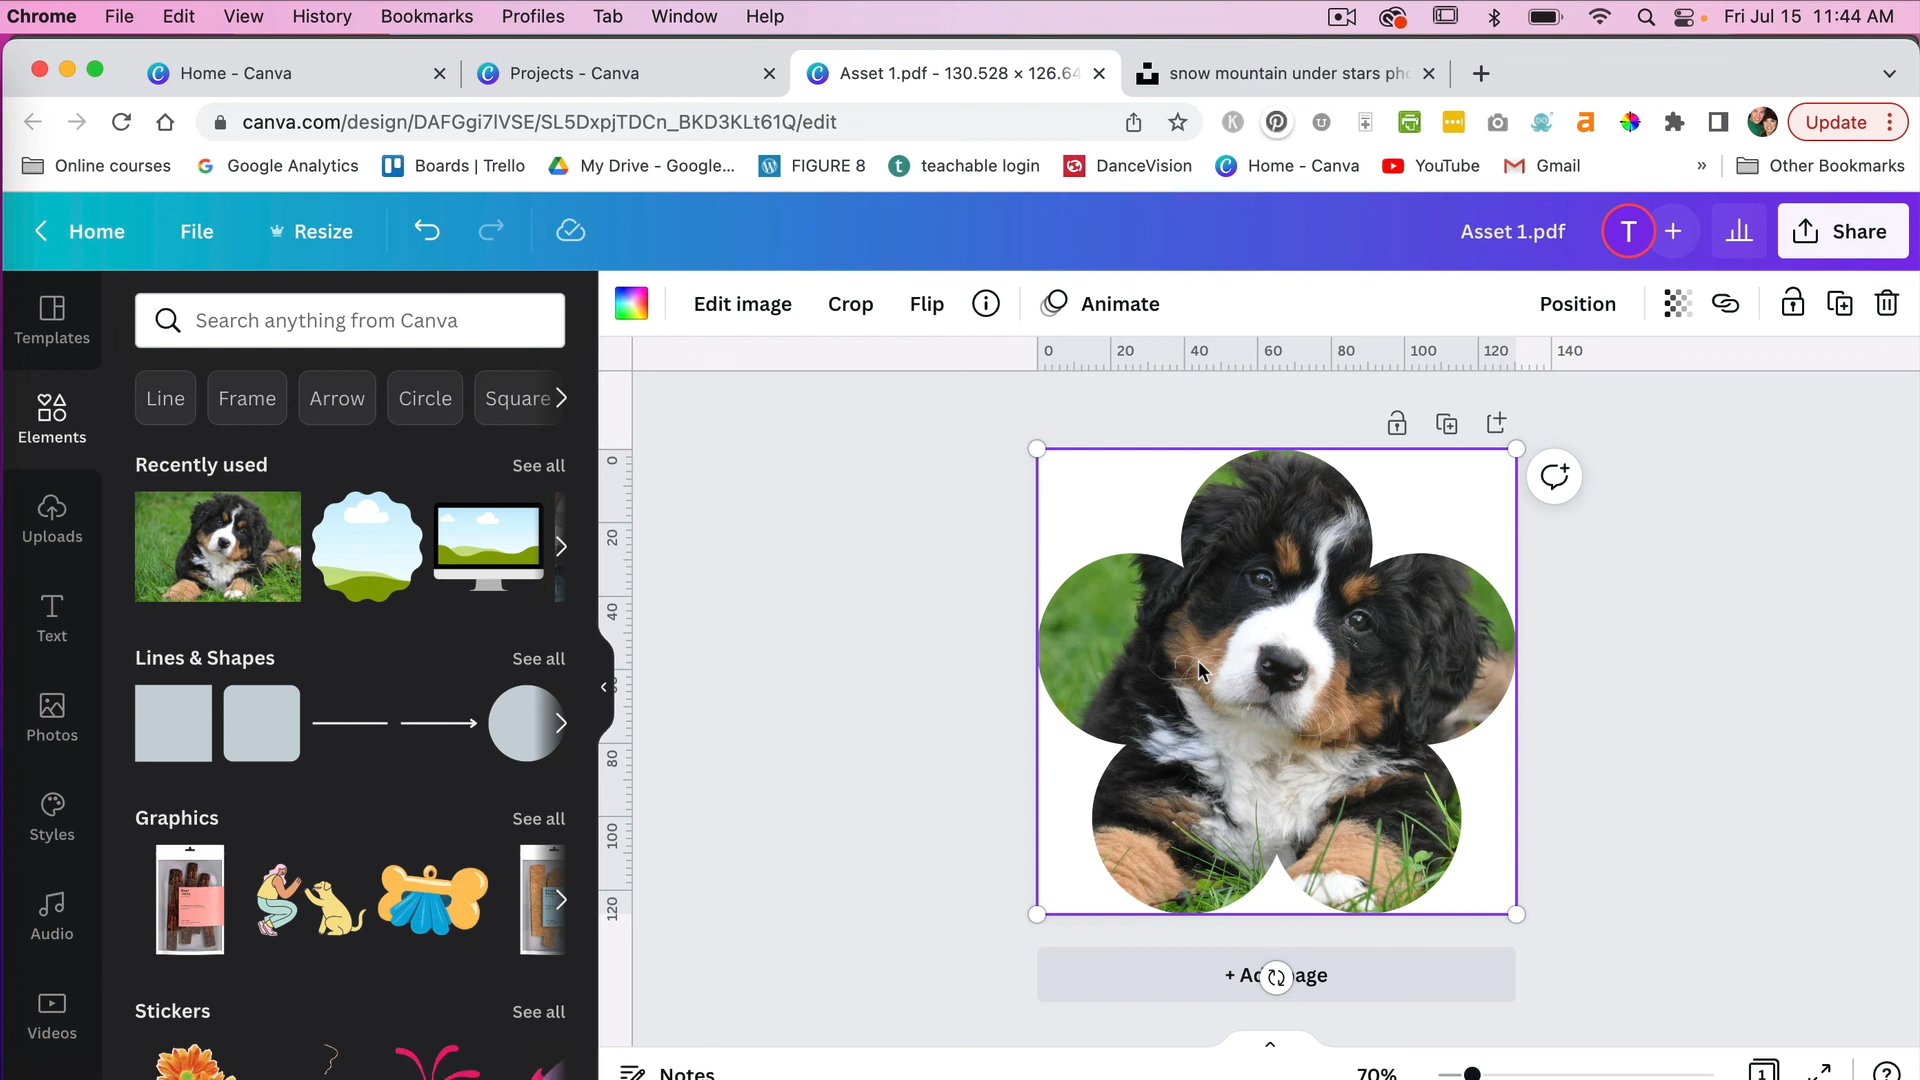 Chrome File Edit View History Bookmarks Profiles Tab Window Help Fri Jul 15 11:44 AM
Home - Canva Projects - Canva Asset 1.pdf - 130.528 × 126.64 snow mountain under stars pho
canva.com/design/DAFGgi7lVSE/SL5DxpjTDCn_BKD3KLt61Q/edit Update
Online courses Google Analytics Boards | Trello My Drive - Google... FIGURE 8 teachable login DanceVision Home - Canva YouTube Gmail » Other Bookmarks
Home File Resize Asset 1.pdf T + Share
Templates
Elements
Uploads
Text
Photos
Styles
Audio
Videos
Search anything from Canva
Line Frame Arrow Circle Square
Recently used See all
Lines & Shapes See all
Graphics See all
Stickers See all
Edit image Crop Flip Animate Position
0 20 40 60 80 100 120 140
0
20
40
80
100
120
Notes 70% 1 ?